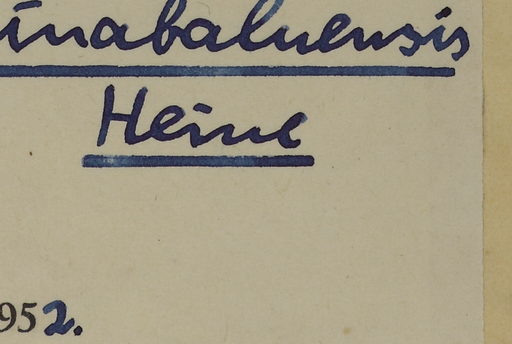 inabaluensis
Heine
952.